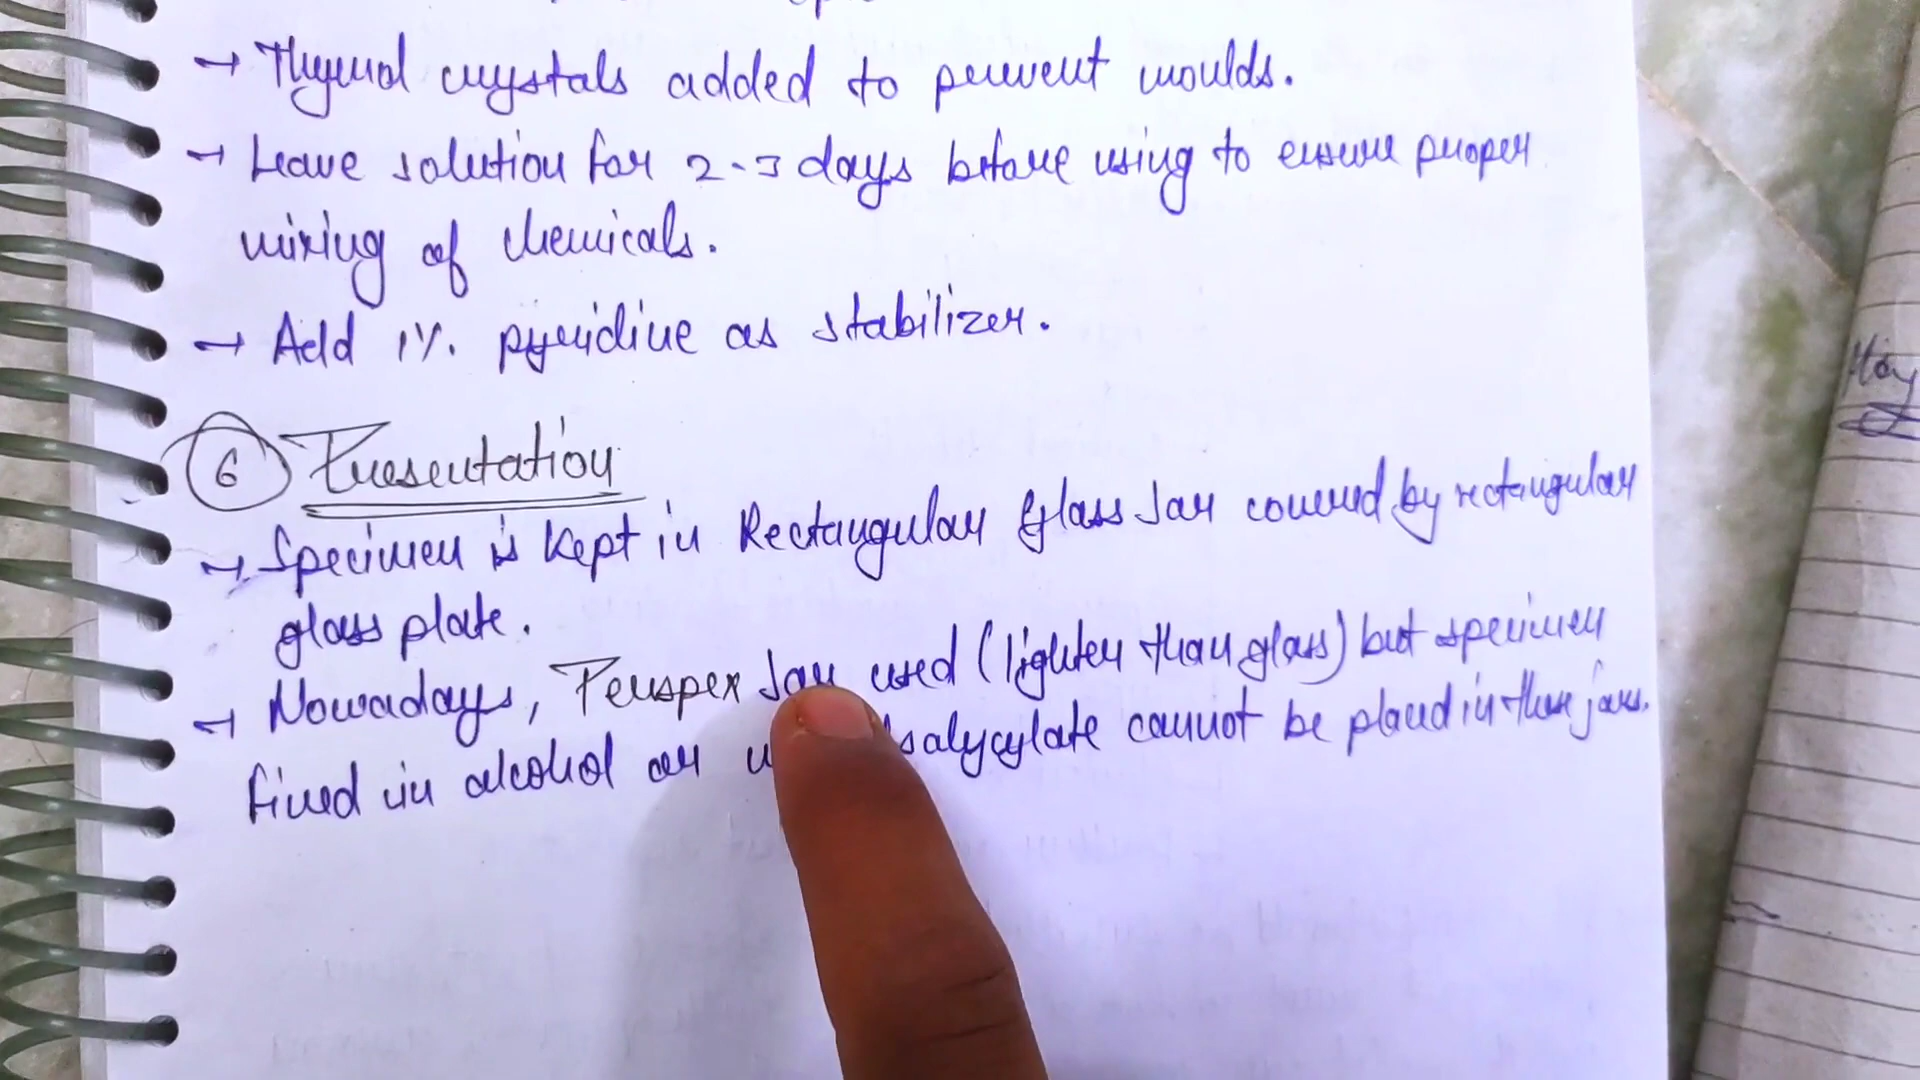 → Thymol crystals added to prevent moulds.
→ Leave solution for 2-3 days before using to ensure proper
mixing of chemicals.
→ Add 1%. pyridine as stabilizer.
6 Presentation
→ Specimen is kept in Rectangular glass Jar covered by rectangular
glass plate.
→ Nowadays, Perspex Jar used (lighter than glass) but specimen
fixed in alcohol or salycylate cannot be placed in these jars.